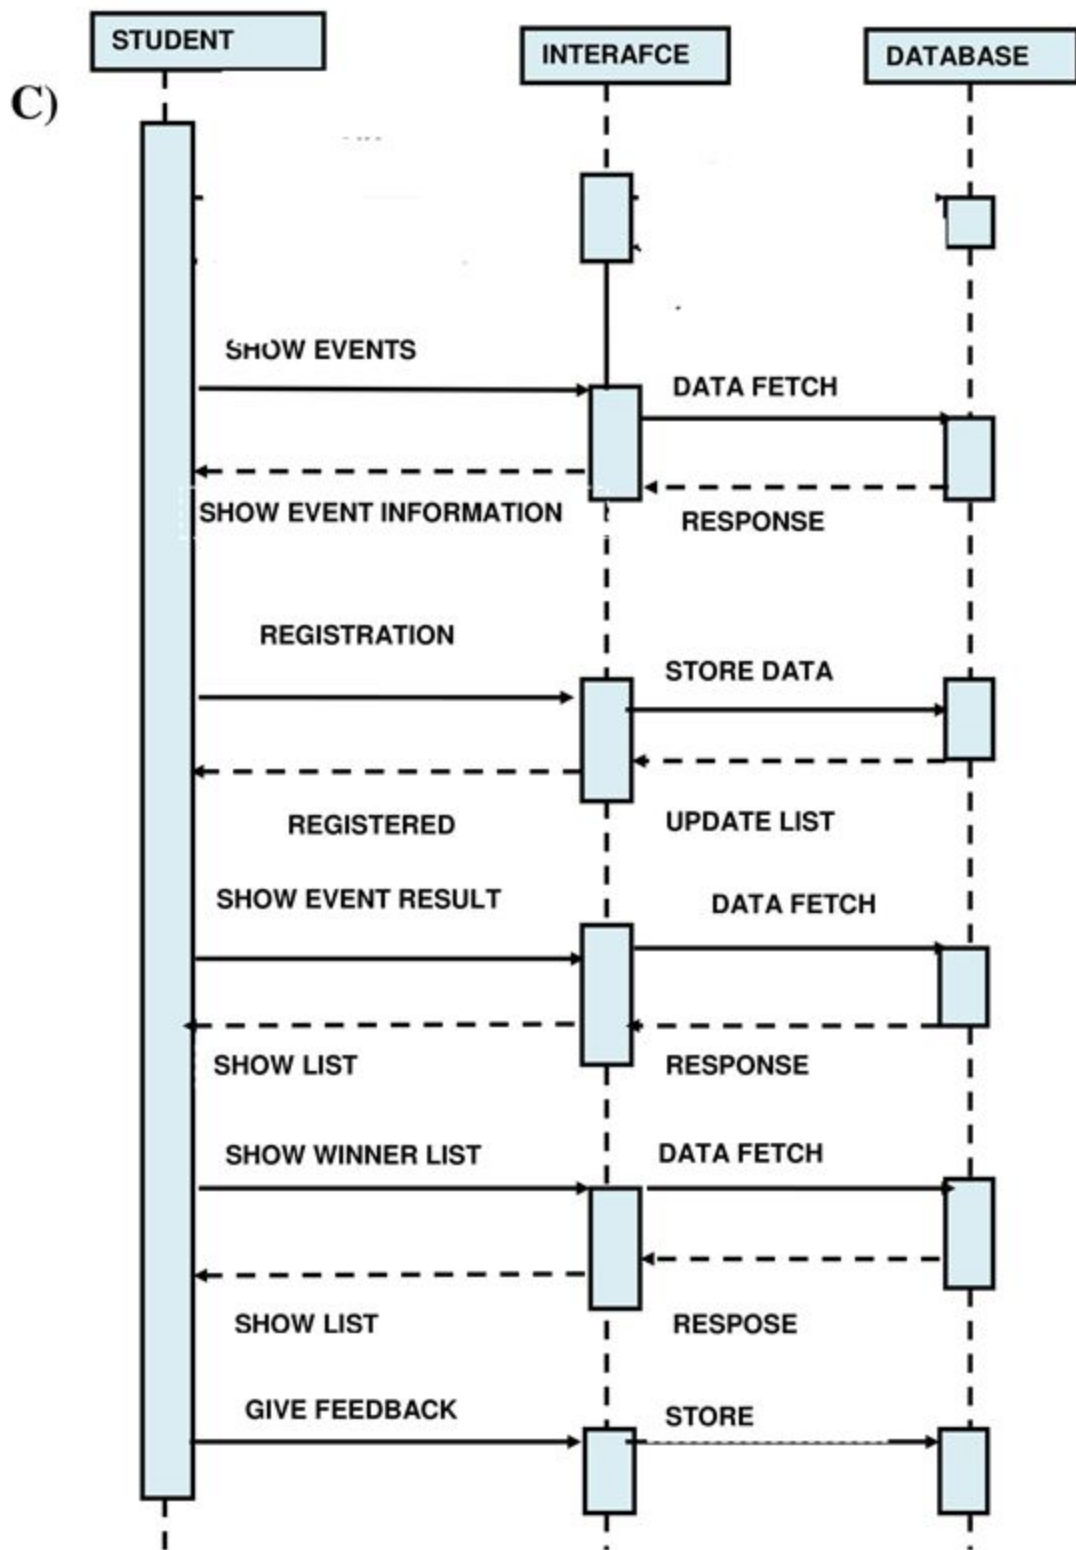 STUDENT
INTERAFCE
DATABASE
C)
SHOW EVENTS
DATA FETCH
SHOW EVENT INFORMATION
RESPONSE
REGISTRATION
STORE DATA
REGISTERED
UPDATE LIST
SHOW EVENT RESULT
DATA FETCH
SHOW LIST
RESPONSE
SHOW WINNER LIST
DATA FETCH
SHOW LIST
RESPOSE
GIVE FEEDBACK
STORE